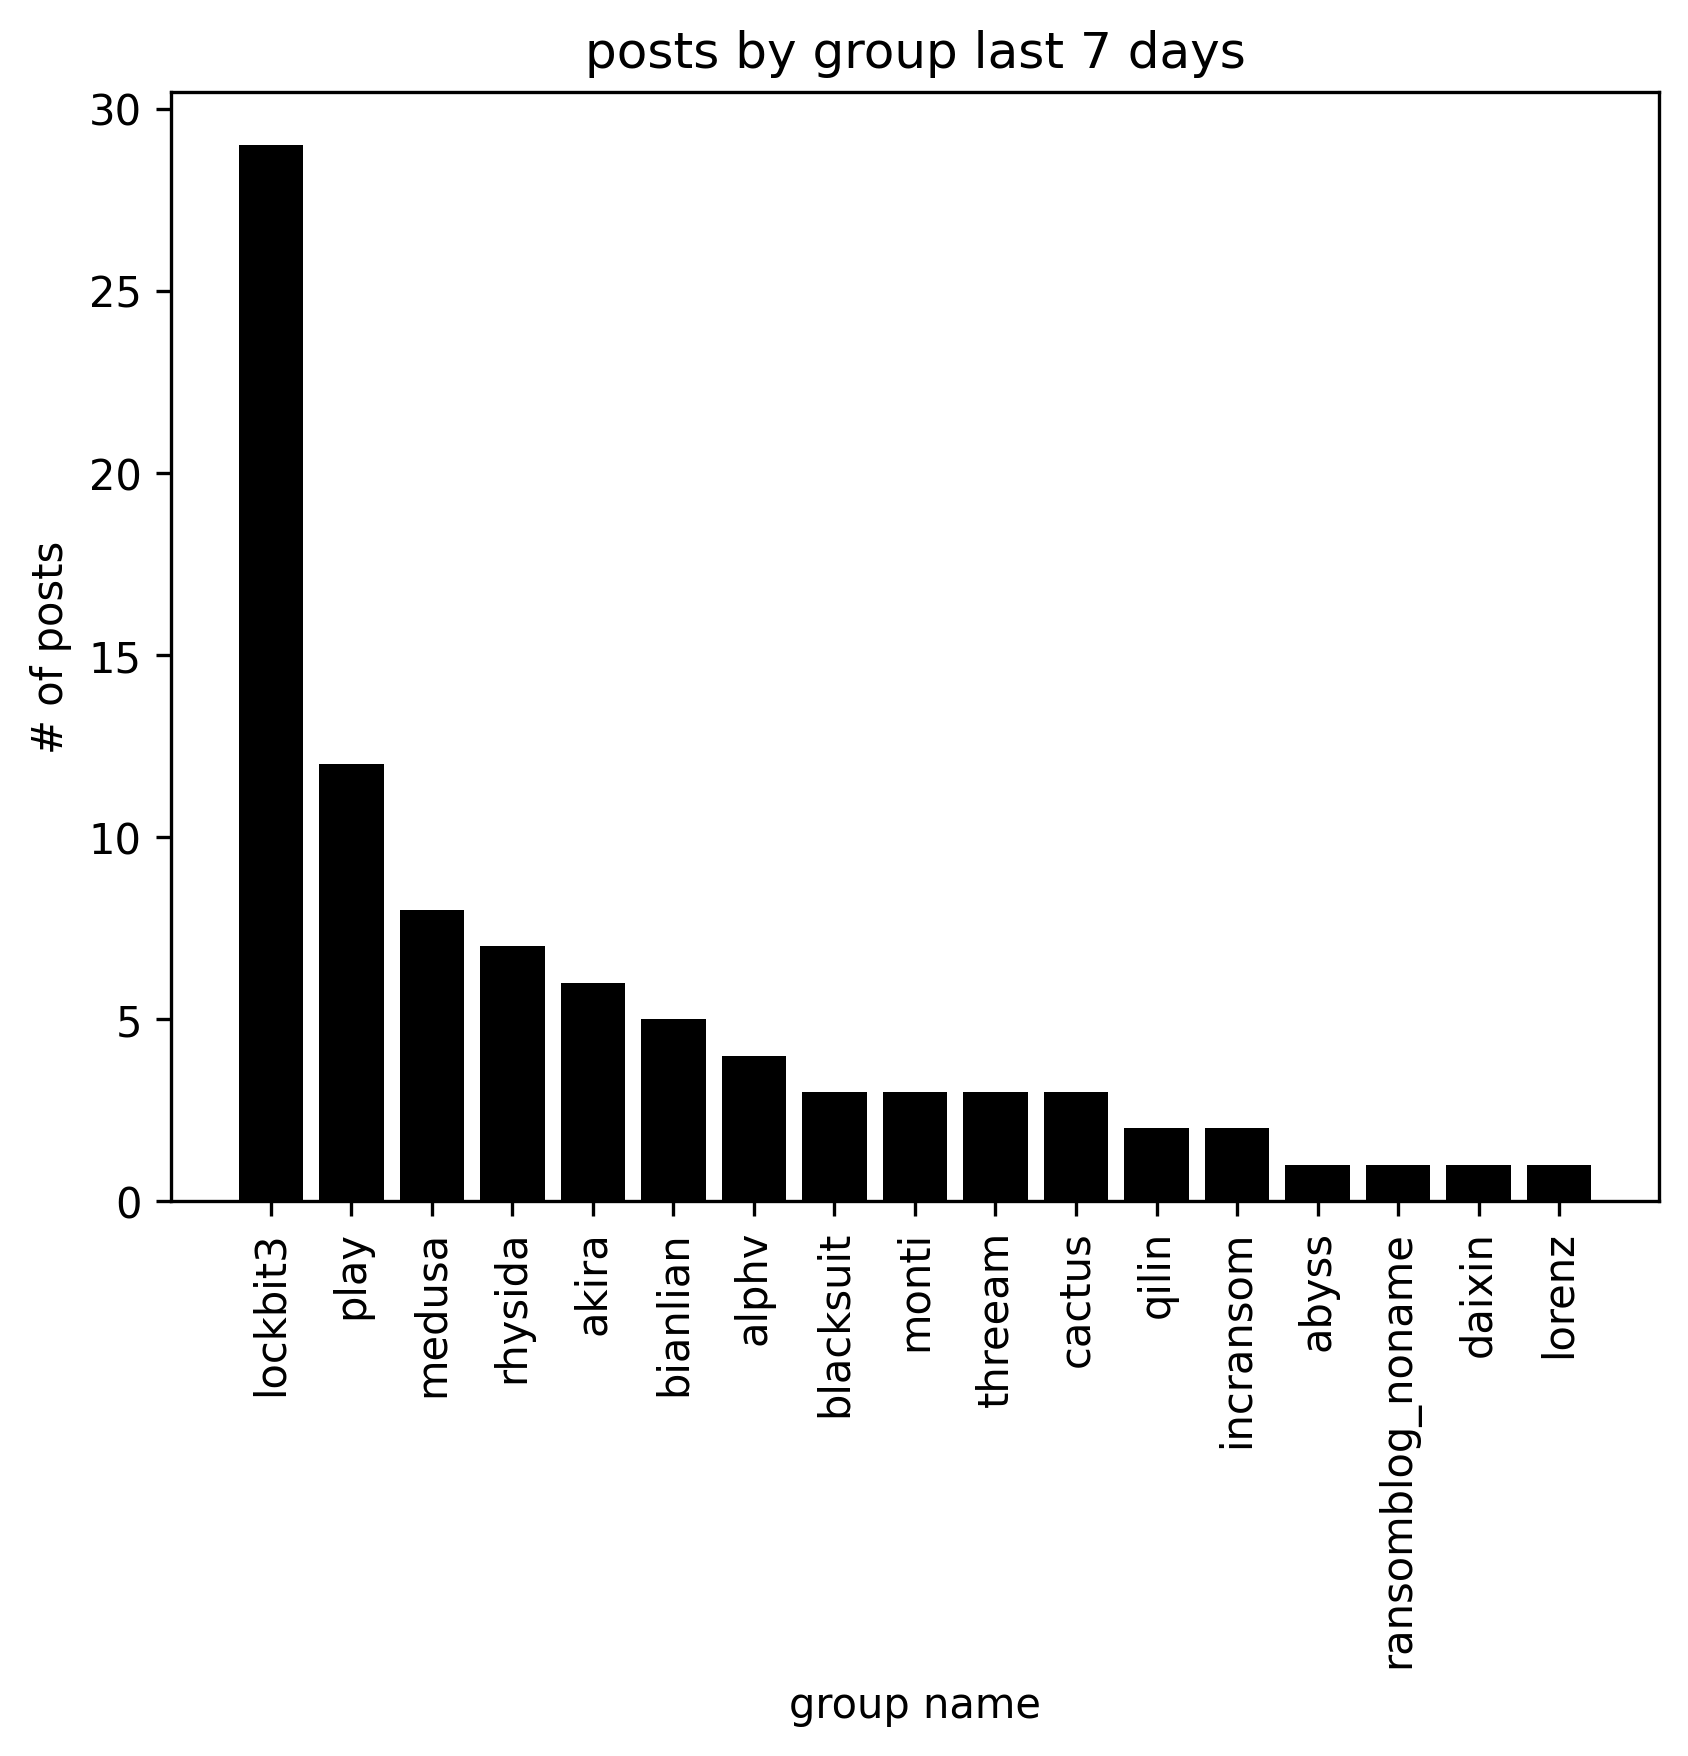 posts by group last 7 days
30
25
20
15
10
5
0
# of posts
lockbit3
play
medusa
rhysida
akira
bianlian
alphv
blacksuit
monti
threeam
cactus
qilin
incransom
abyss
ransomblog_noname
daixin
lorenz
group name